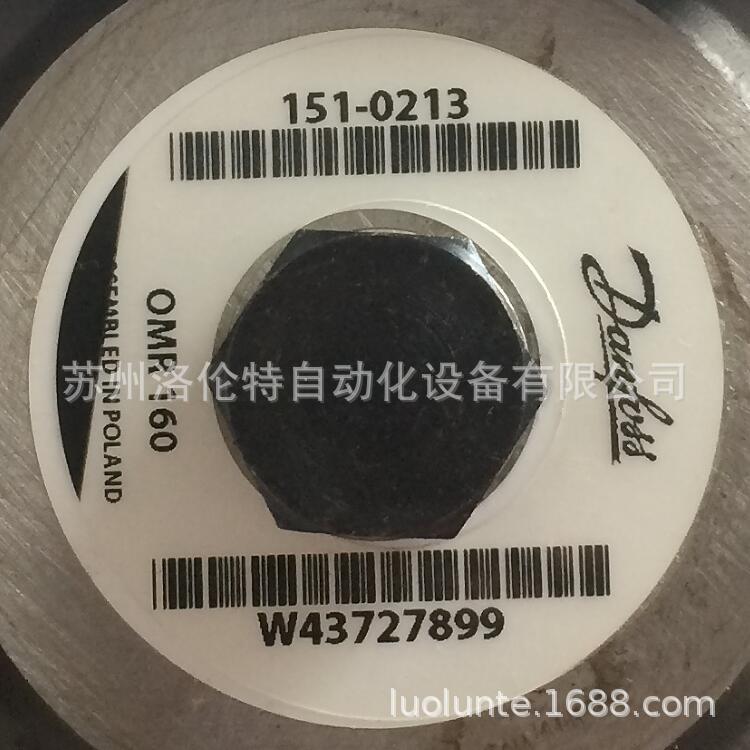 151-0213
Danfoss
OMR 160
ASSEMBLED IN POLAND
苏州洛伦特自动化设备有限公司
W43727899
luolunte.1688.com